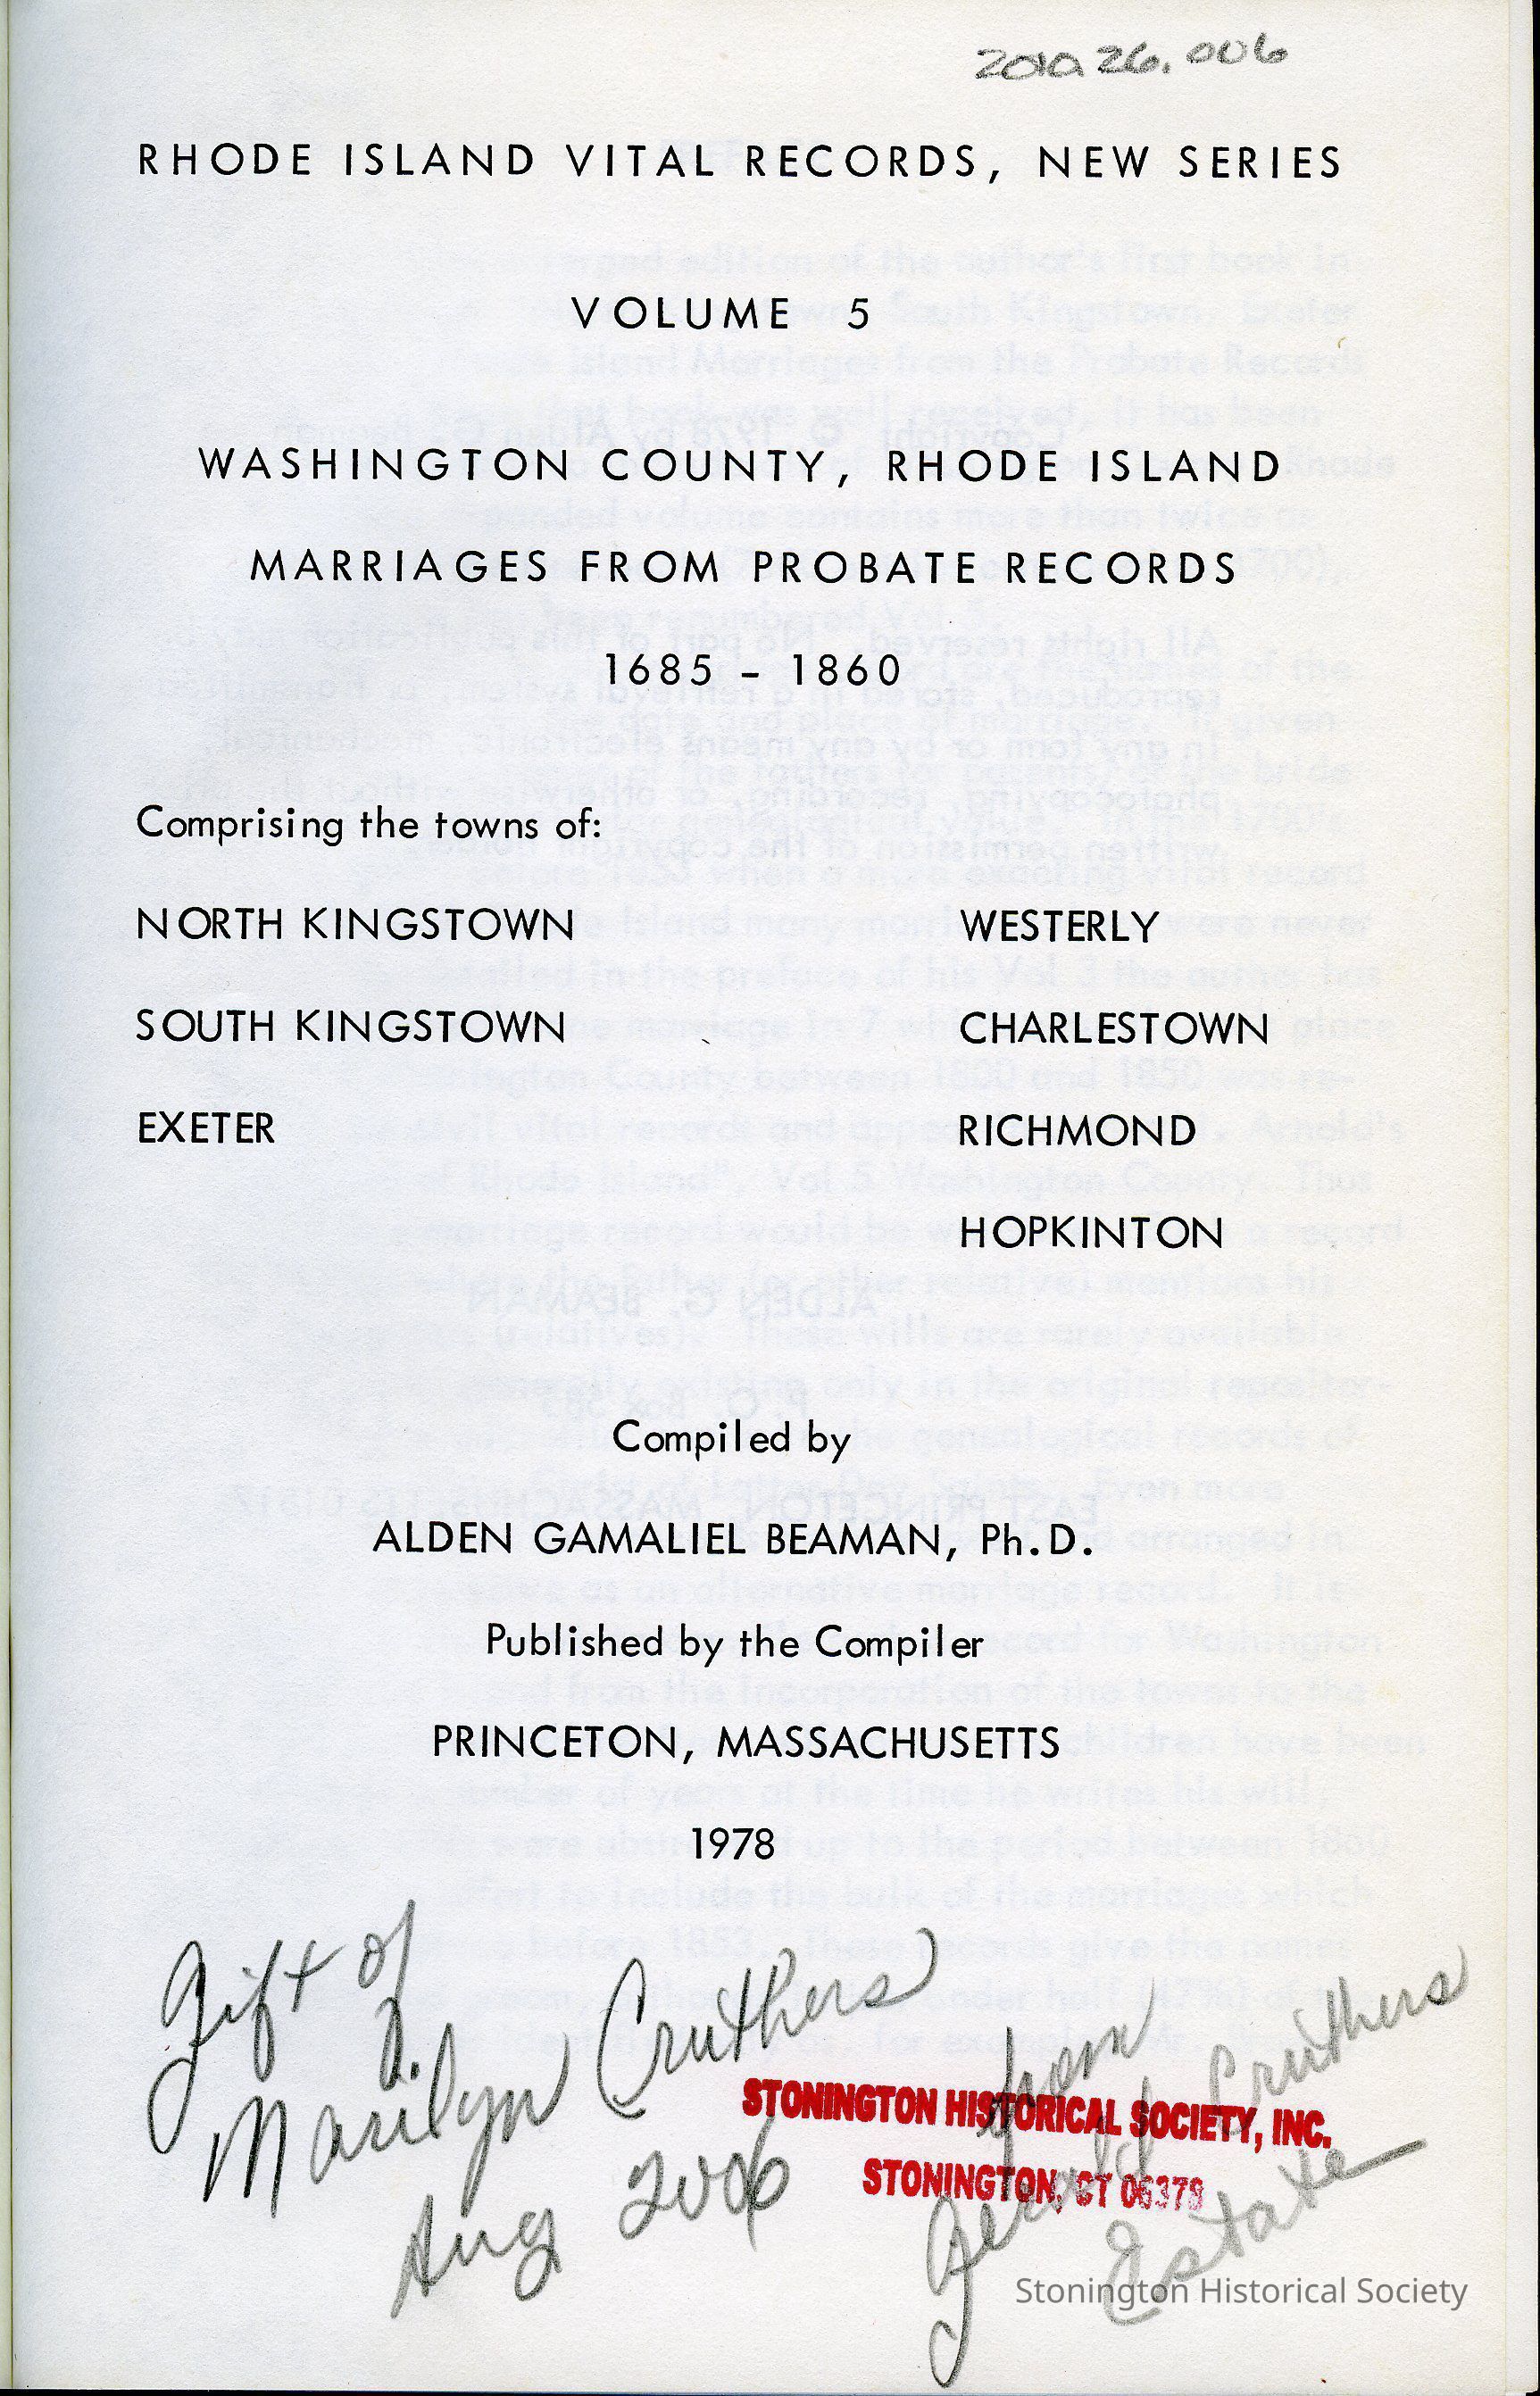 2010.26.006
RHODE ISLAND VITAL RECORDS, NEW SERIES
VOLUME 5
WASHINGTON COUNTY, RHODE ISLAND
MARRIAGES FROM PROBATE RECORDS
1685 - 1860
Comprising the towns of:
NORTH KINGSTOWN WESTERLY
SOUTH KINGSTOWN CHARLESTOWN
EXETER RICHMOND
HOPKINTON
Compiled by
ALDEN GAMALIEL BEAMAN, Ph.D.
Published by the Compiler
PRINCETON, MASSACHUSETTS
1978
Gift of
Marilyn J. Cruthers
Aug 2006
from
Gerald Cruthers
Estate
STONINGTON HISTORICAL SOCIETY, INC.
STONINGTON, CT 06378
Stonington Historical Society